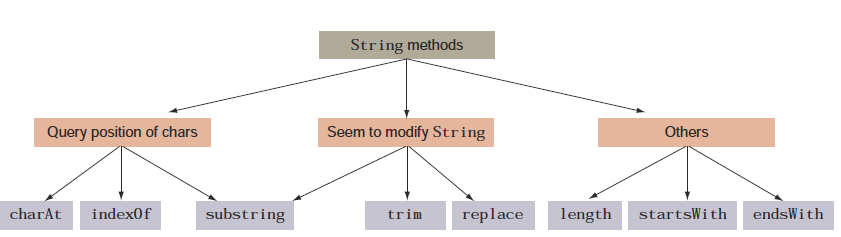 String methods
Query position of chars
Seem to modify String
Others
charAt
indexOf
substring
trim
replace
length
startsWith
endsWith